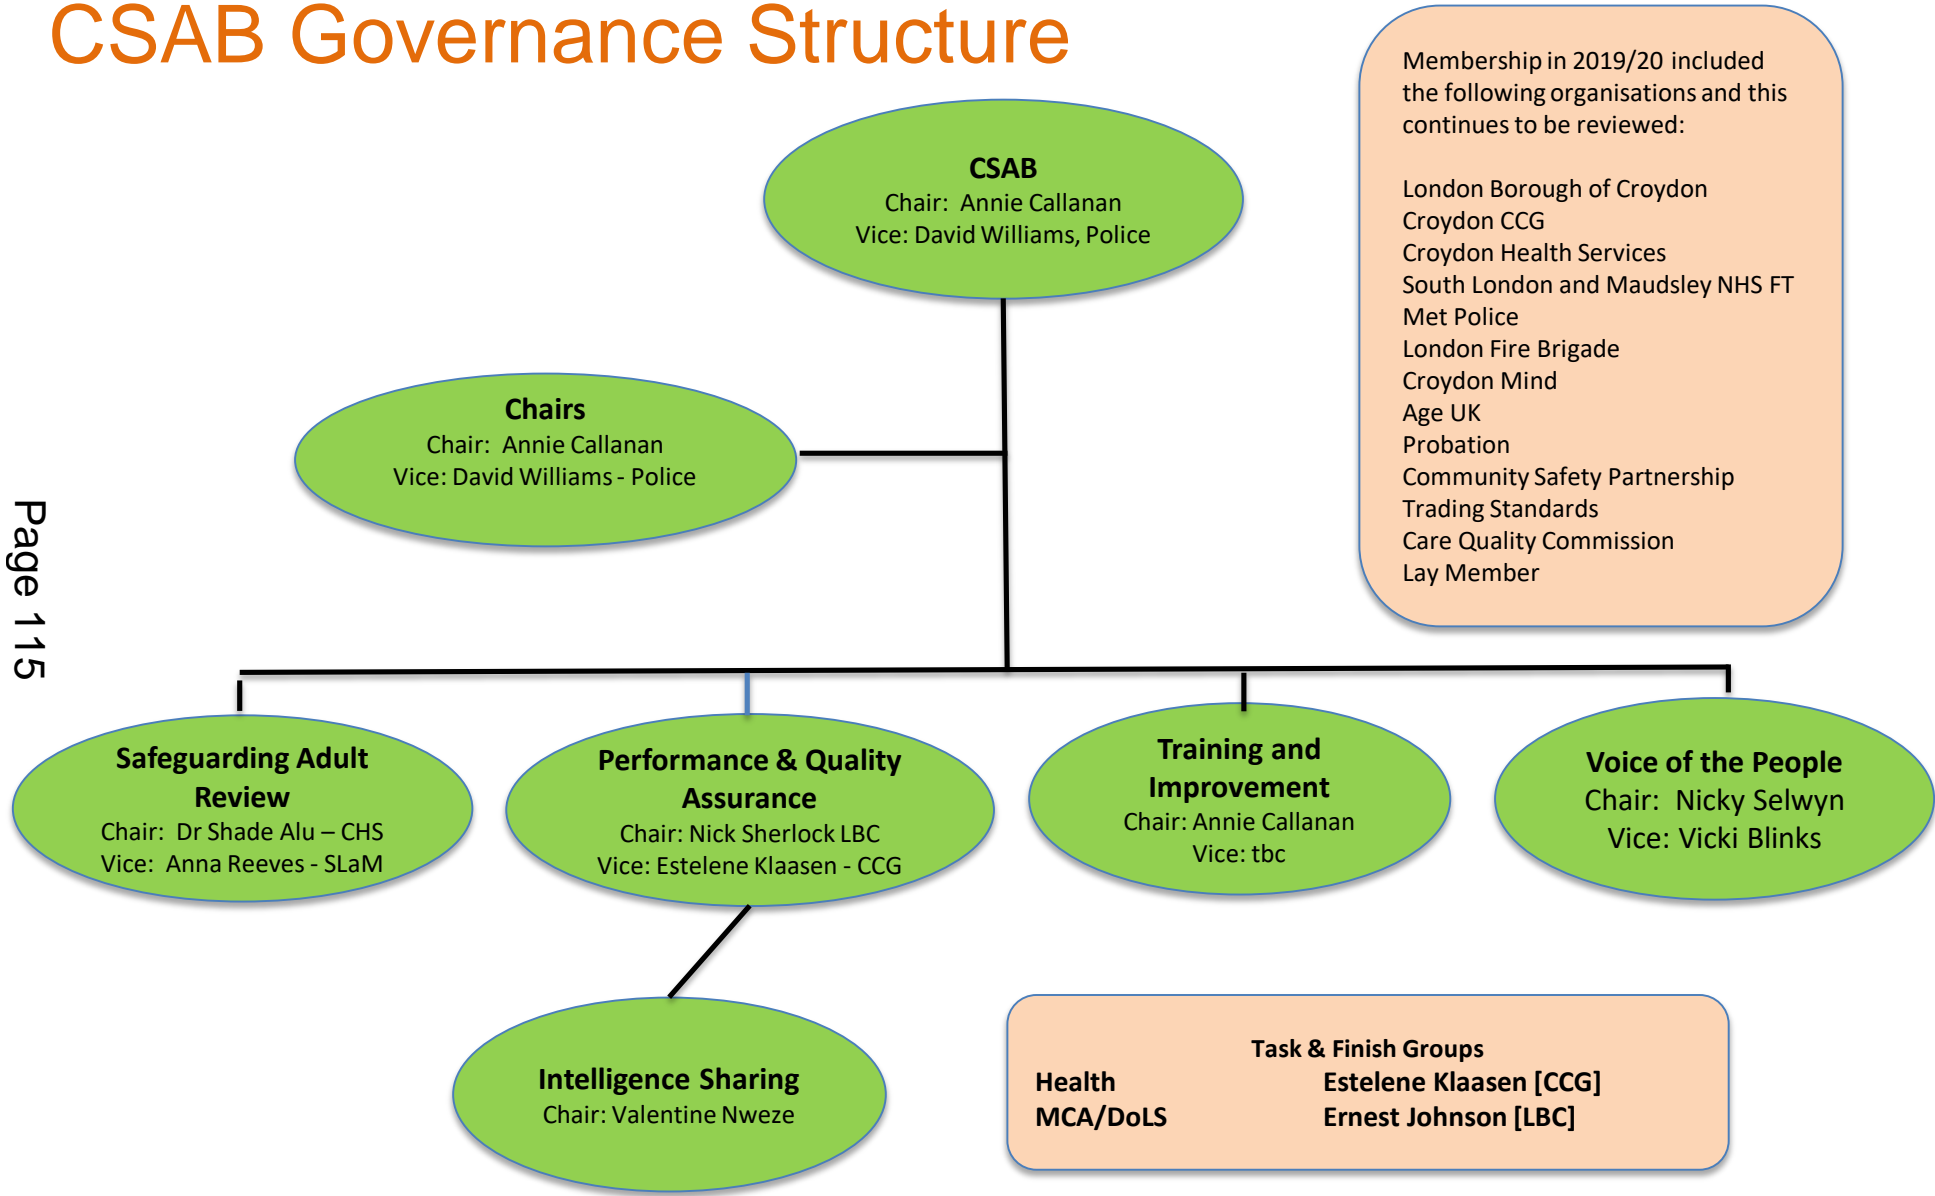 CSAB Governance Structure
Membership in 2019/20 included
the following organisations and this
continues to be reviewed:
London Borough of Croydon
Croydon CCG
Croydon Health Services
South London and Maudsley NHS FT
Met Police
London Fire Brigade
Croydon Mind
Age UK
Probation
Community Safety Partnership
Trading Standards
Care Quality Commission
Lay Member
CSAB
Chair: Annie Callanan
Vice: David Williams, Police
Chairs
Chair: Annie Callanan
Vice: David Williams - Police
Page 115
Safeguarding Adult
Review
Chair: Dr Shade Alu – CHS
Vice: Anna Reeves - SLaM
Performance & Quality
Assurance
Chair: Nick Sherlock LBC
Vice: Estelene Klaasen - CCG
Training and
Improvement
Chair: Annie Callanan
Vice: tbc
Voice of the People
Chair: Nicky Selwyn
Vice: Vicki Blinks
Intelligence Sharing
Chair: Valentine Nweze
Task & Finish Groups
Health Estelene Klaasen [CCG]
MCA/DoLS Ernest Johnson [LBC]